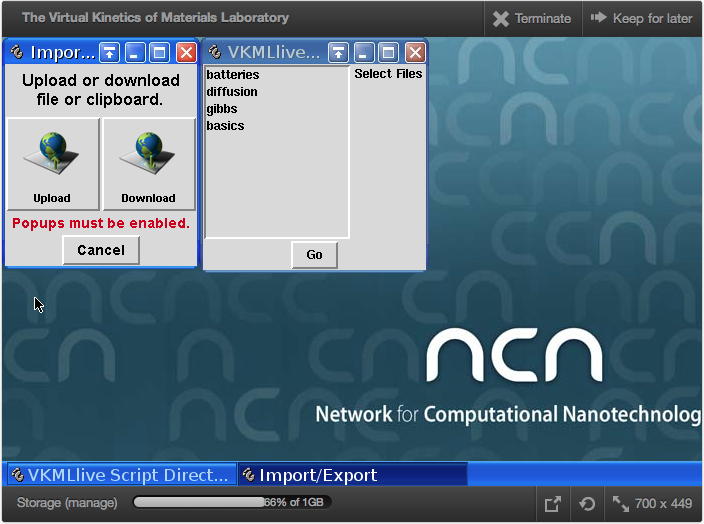 The Virtual Kinetics of Materials Laboratory
Terminate
Keep for later
Impor...
Upload or download
file or clipboard.
Upload
Download
Popups must be enabled.
Cancel
VKMLlive...
batteries
diffusion
gibbs
basics
Select Files
Go
ncn
Network for Computational Nanotechnolog
VKMLlive Script Direct...
Import/Export
Storage (manage)
66% of 1GB
700 x 449